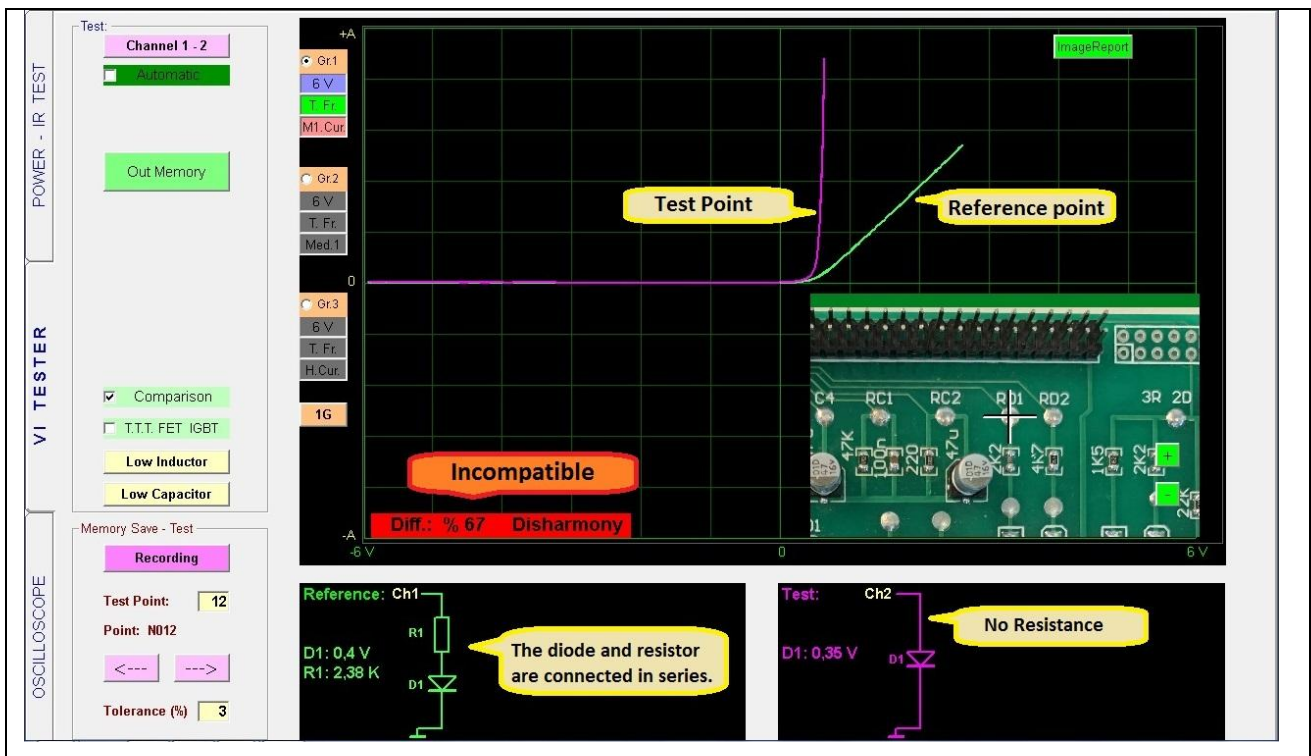 POWER - IR TEST
VI TESTER
OSCILLOSCOPE
Test:
Channel 1 - 2
Automatic
Out Memory
Comparison
T.T.T. FET IGBT
Low Inductor
Low Capacitor
Memory Save - Test
Recording
Test Point: 12
Point: N012
<---
--->
Tolerance (%) 3
+A
Gr.1
6 V
T. Fr.
M1.Cur.
Gr.2
6 V
T. Fr.
Med.1
0
Gr.3
6 V
T. Fr.
H.Cur.
1G
-A
-6 V
0
6 V
ImageReport
Test Point
Reference point
Incompatible
Diff.: % 67 Disharmony
C4
RC1
RC2
RD1
RD2
3R 2D
47K
100n
220
47u
2K2
4K7
1K5
2K2
22K
47
16v
47
16v
+
-
Reference: Ch1
R1
D1: 0,4 V
R1: 2,38 K
D1
The diode and resistor
are connected in series.
Test: Ch2
D1: 0,35 V
D1
No Resistance